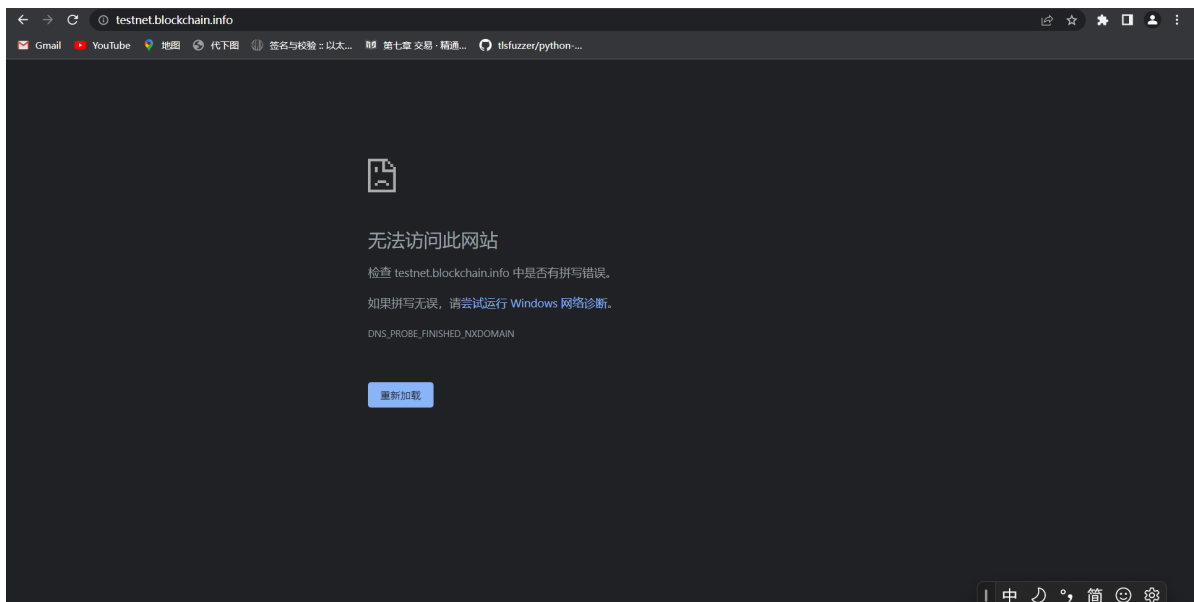 testnet.blockchain.info
Gmail YouTube 地图 代下图 签名与校验 :: 以太... 第七章 交易 · 精通... tlsfuzzer/python-...
无法访问此网站
检查 testnet.blockchain.info 中是否有拼写错误。
如果拼写无误，请尝试运行 Windows 网络诊断。
DNS_PROBE_FINISHED_NXDOMAIN
重新加载
中 简